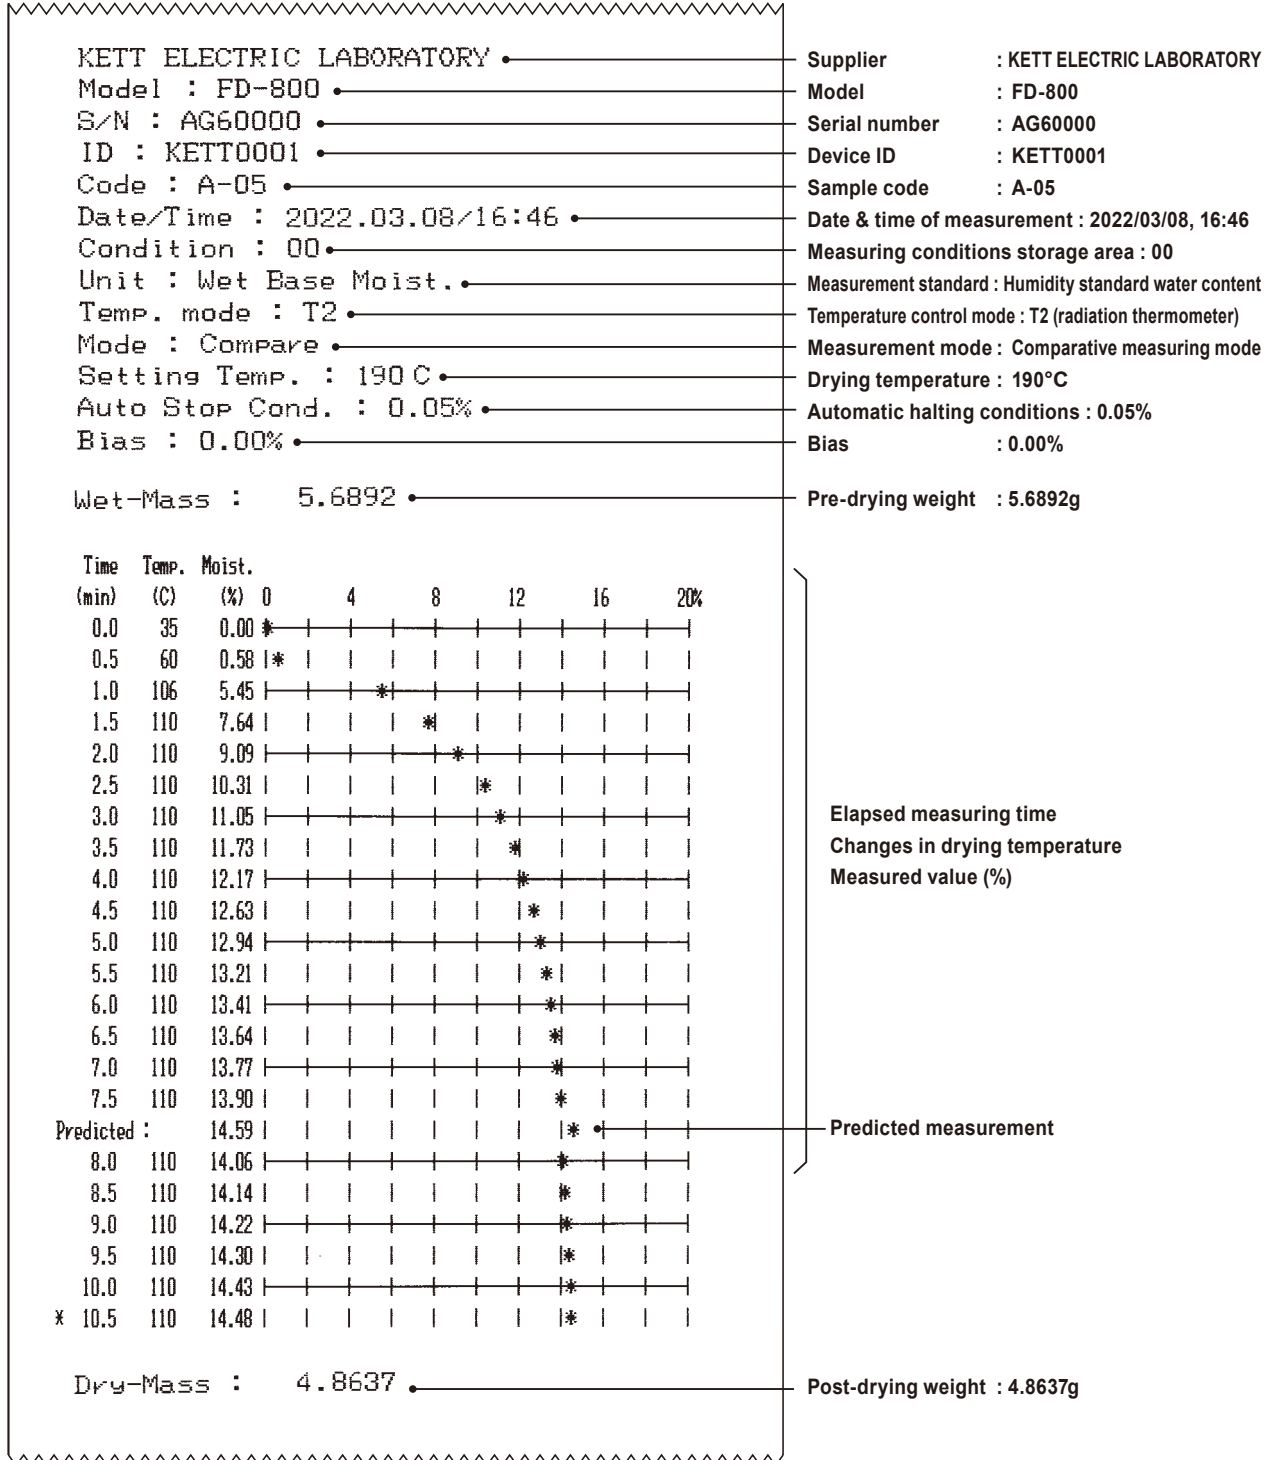 KETT ELECTRIC LABORATORY
Supplier : KETT ELECTRIC LABORATORY
Model : FD-800
Model : FD-800
S/N : AG60000
Serial number : AG60000
ID : KETT0001
Device ID : KETT0001
Code : A-05
Sample code : A-05
Date/Time : 2022.03.08/16:46
Date & time of measurement : 2022/03/08, 16:46
Condition : 00
Measuring conditions storage area : 00
Unit : Wet Base Moist.
Measurement standard : Humidity standard water content
Temp. mode : T2
Temperature control mode : T2 (radiation thermometer)
Mode : Compare
Measurement mode : Comparative measuring mode
Setting Temp. : 190 C
Drying temperature : 190°C
Auto Stop Cond. : 0.05%
Automatic halting conditions : 0.05%
Bias : 0.00%
Bias : 0.00%
Wet-Mass : 5.6892
Pre-drying weight : 5.6892g
Time Temp. Moist.
(min) (C) (%) 0 4 8 12 16 20%
0.0 35 0.00
0.5 60 0.58
1.0 106 5.45
1.5 110 7.64
2.0 110 9.09
2.5 110 10.31
3.0 110 11.05
Elapsed measuring time
3.5 110 11.73
Changes in drying temperature
4.0 110 12.17
Measured value (%)
4.5 110 12.63
5.0 110 12.94
5.5 110 13.21
6.0 110 13.41
6.5 110 13.64
7.0 110 13.77
7.5 110 13.90
Predicted : 14.59
Predicted measurement
8.0 110 14.06
8.5 110 14.14
9.0 110 14.22
9.5 110 14.30
10.0 110 14.43
* 10.5 110 14.48
Dry-Mass : 4.8637
Post-drying weight : 4.8637g